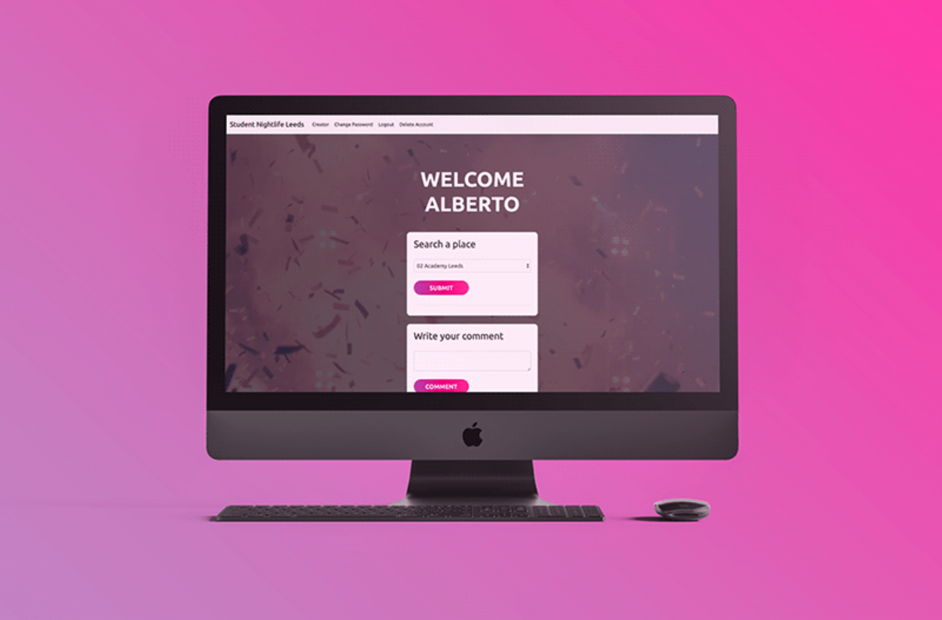 Student Nightlife Leeds Creator Change Password Logout Delete Account
WELCOME
ALBERTO
Search a place
02 Academy Leeds
SUBMIT
Write your comment
COMMENT